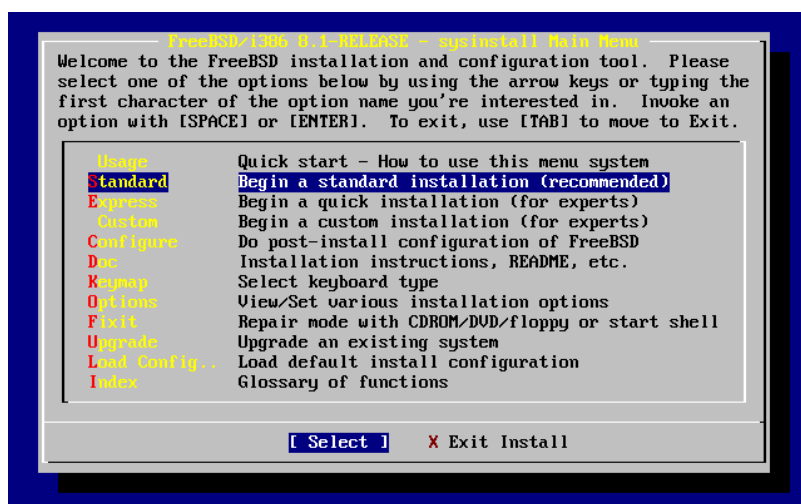 FreeBSD/i386 8.1-RELEASE - sysinstall Main Menu
Welcome to the FreeBSD installation and configuration tool.  Please
select one of the options below by using the arrow keys or typing the
first character of the option name you're interested in.  Invoke an
option with [SPACE] or [ENTER].  To exit, use [TAB] to move to Exit.
Usage Quick start - How to use this menu system
Standard Begin a standard installation (recommended)
Express Begin a quick installation (for experts)
Custom Begin a custom installation (for experts)
Configure Do post-install configuration of FreeBSD
Doc Installation instructions, README, etc.
Keymap Select keyboard type
Options View/Set various installation options
Fixit Repair mode with CDROM/DVD/floppy or start shell
Upgrade Upgrade an existing system
Load Config.. Load default install configuration
Index Glossary of functions
[ Select ] X Exit Install